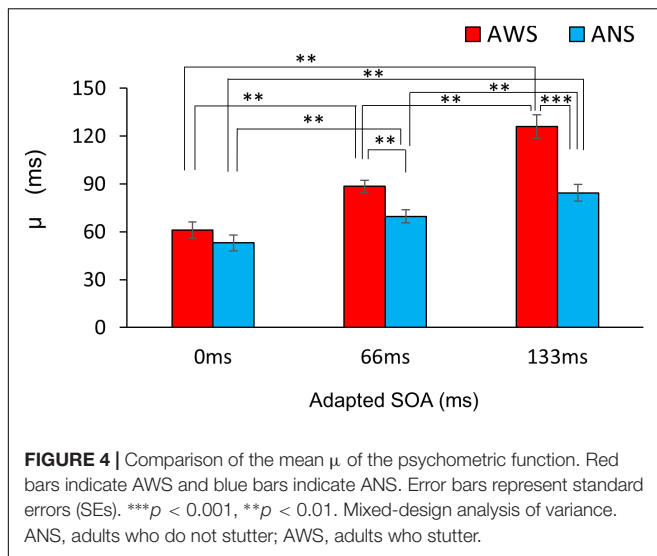 AWS ANS
**
**
**
**
**
**
***
**
150
120
90
60
30
0
μ (ms)
0ms 66ms 133ms
Adapted SOA (ms)
FIGURE 4 | Comparison of the mean μ of the psychometric function. Red
bars indicate AWS and blue bars indicate ANS. Error bars represent standard
errors (SEs). ***p < 0.001, **p < 0.01. Mixed-design analysis of variance.
ANS, adults who do not stutter; AWS, adults who stutter.